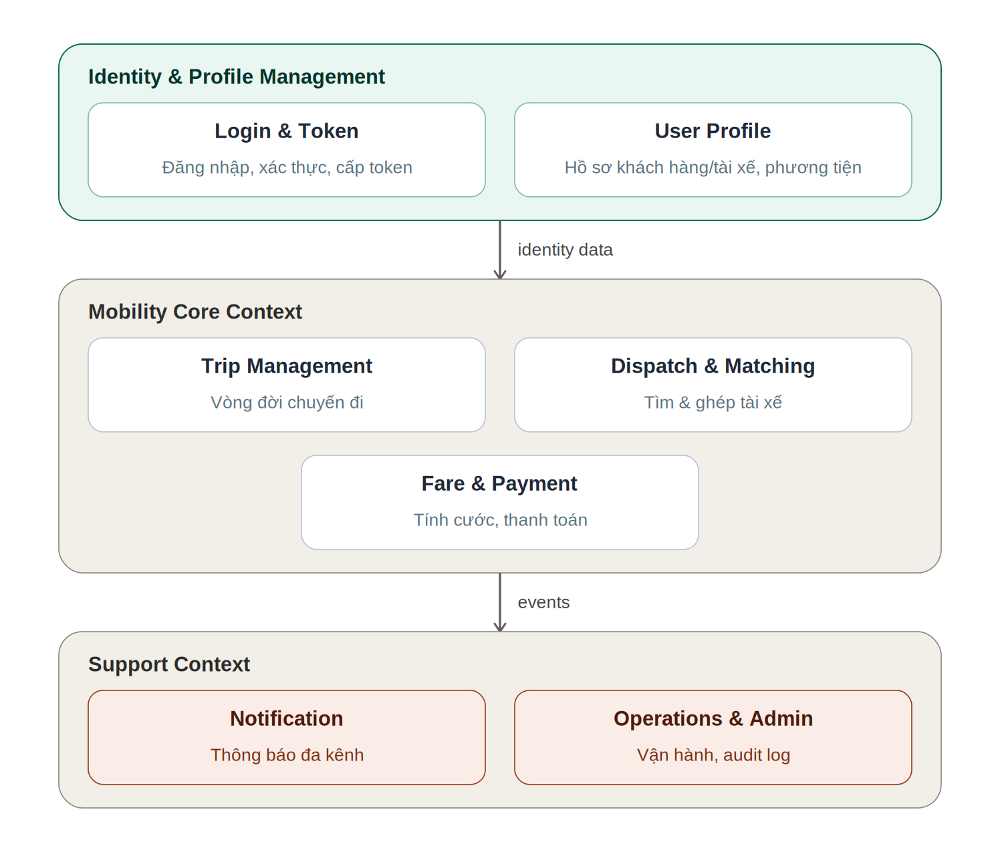 Identity & Profile Management
Login & Token
Đăng nhập, xác thực, cấp token
User Profile
Hồ sơ khách hàng/tài xế, phương tiện
identity data
Mobility Core Context
Trip Management
Vòng đời chuyến đi
Dispatch & Matching
Tìm & ghép tài xế
Fare & Payment
Tính cước, thanh toán
events
Support Context
Notification
Thông báo đa kênh
Operations & Admin
Vận hành, audit log